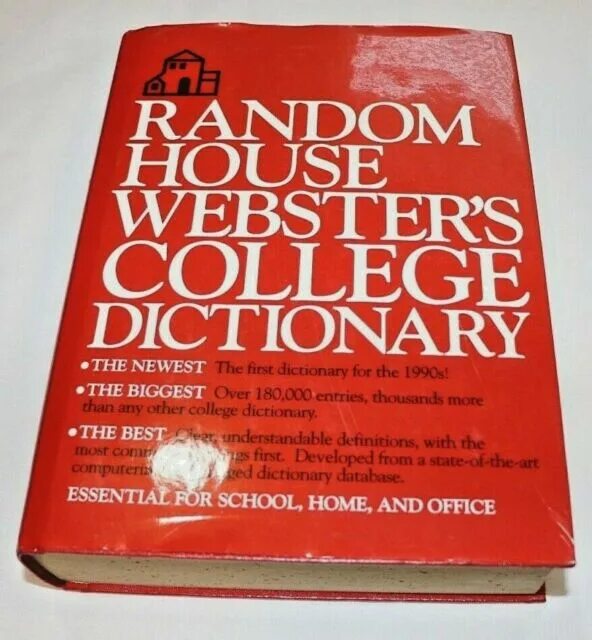 RANDOM
HOUSE
WEBSTER'S
COLLEGE
DICTIONARY
• THE NEWEST The first dictionary for the 1990s!
• THE BIGGEST Over 180,000 entries, thousands more
than any other college dictionary.
• THE BEST Clear, understandable definitions, with the
most first. Developed from a state-of-the-art
dictionary database.
ESSENTIAL FOR SCHOOL, HOME, AND OFFICE